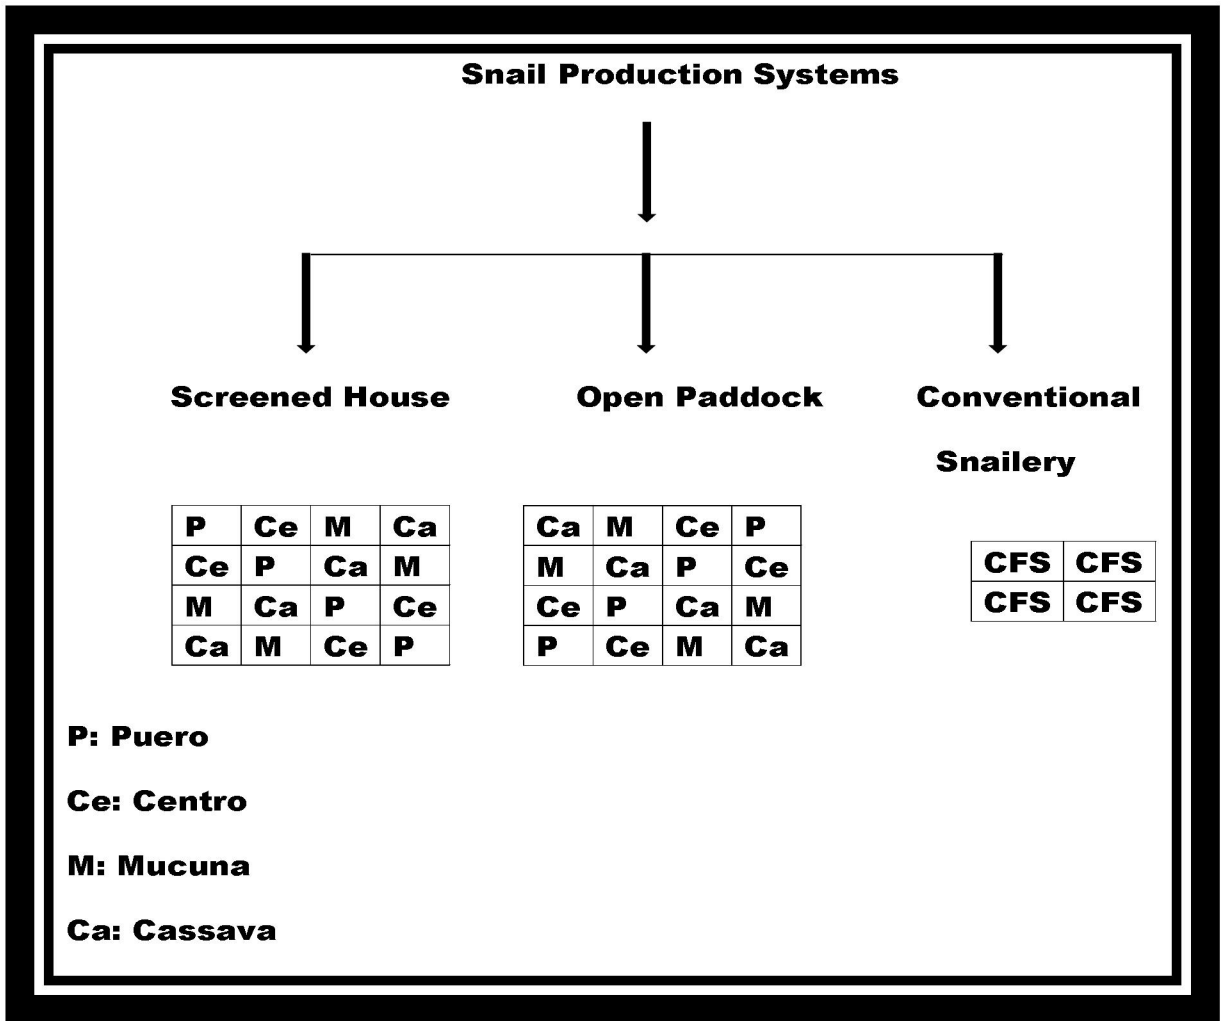 Snail Production Systems
Screened House Open Paddock Conventional
Snailery
P Ce M Ca Ca M Ce P
Ce P Ca M M Ca P Ce
CFS CFS
M Ca P Ce Ce P Ca M
CFS CFS
Ca M Ce P P Ce M Ca
P: Puero
Ce: Centro
M: Mucuna
Ca: Cassava